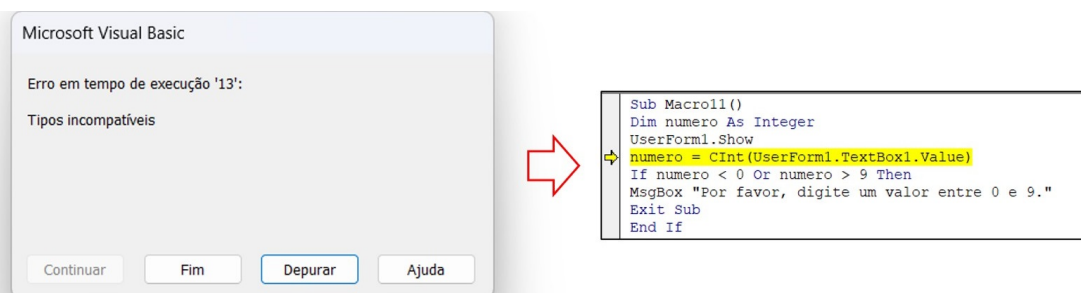 Microsoft Visual Basic
Erro em tempo de execução '13':
Tipos incompatíveis
Continuar
Fim
Depurar
Ajuda
Sub Macro11()
Dim numero As Integer
UserForm1.Show
numero = CInt(UserForm1.TextBox1.Value)
If numero < 0 Or numero > 9 Then
MsgBox "Por favor, digite um valor entre 0 e 9."
Exit Sub
End If